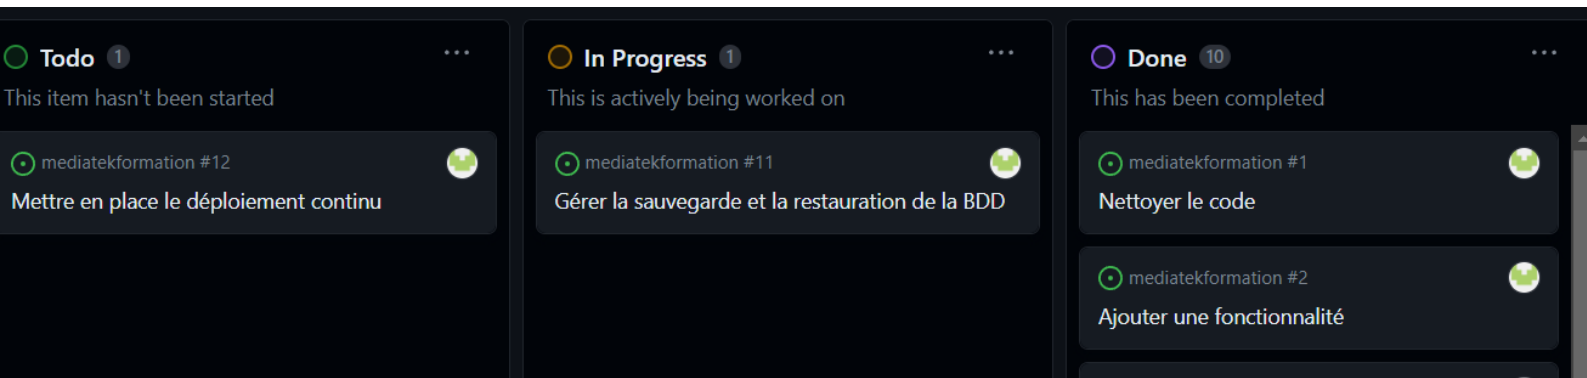 Todo 1
This item hasn't been started
mediatekformation #12
Mettre en place le déploiement continu
In Progress 1
This is actively being worked on
mediatekformation #11
Gérer la sauvegarde et la restauration de la BDD
Done 10
This has been completed
mediatekformation #1
Nettoyer le code
mediatekformation #2
Ajouter une fonctionnalité